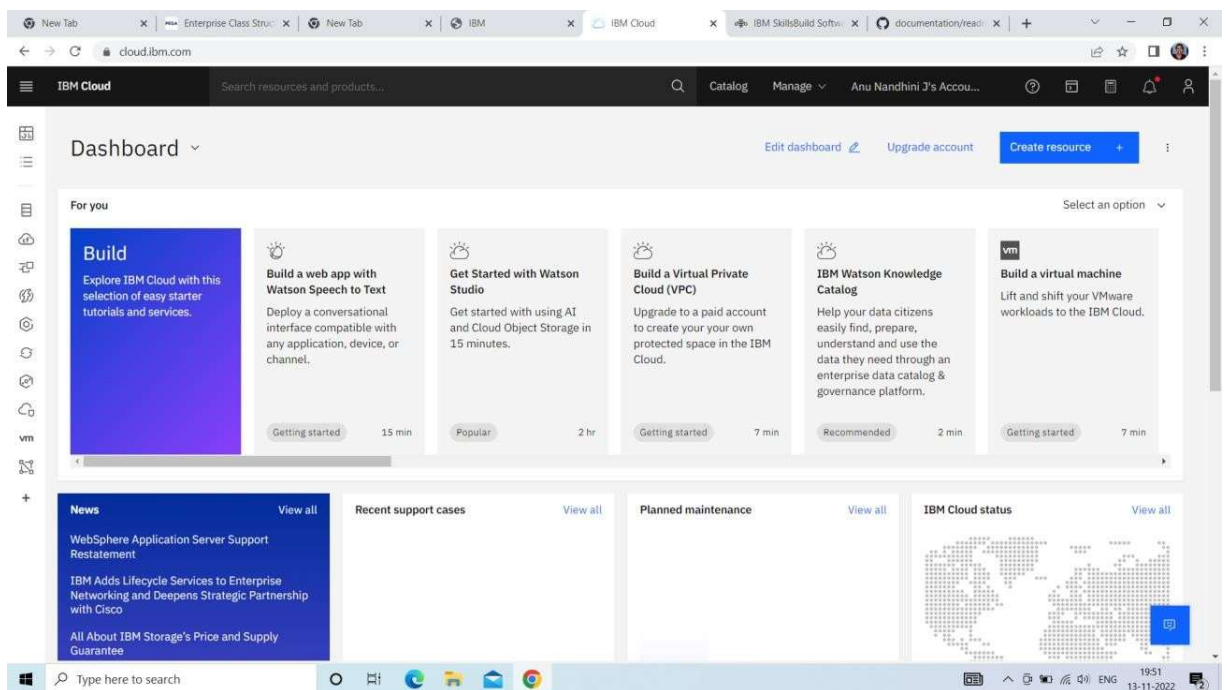 New Tab
PEGA Enterprise Class Struc
New Tab
IBM
IBM Cloud
IBM SkillsBuild Softw
documentation/readi
cloud.ibm.com
IBM Cloud
Search resources and products...
Catalog
Manage
Anu Nandhini J's Accou...
Dashboard
Edit dashboard
Upgrade account
Create resource +
For you
Select an option
Build
Explore IBM Cloud with this
selection of easy starter
tutorials and services.
Build a web app with
Watson Speech to Text
Deploy a conversational
interface compatible with
any application, device, or
channel.
Getting started
15 min
Get Started with Watson
Studio
Get started with using AI
and Cloud Object Storage in
15 minutes.
Popular
2 hr
Build a Virtual Private
Cloud (VPC)
Upgrade to a paid account
to create your your own
protected space in the IBM
Cloud.
Getting started
7 min
IBM Watson Knowledge
Catalog
Help your data citizens
easily find, prepare,
understand and use the
data they need through an
enterprise data catalog &
governance platform.
Recommended
2 min
vm
Build a virtual machine
Lift and shift your VMware
workloads to the IBM Cloud.
Getting started
7 min
vm
News
View all
WebSphere Application Server Support
Restatement
IBM Adds Lifecycle Services to Enterprise
Networking and Deepens Strategic Partnership
with Cisco
All About IBM Storage's Price and Supply
Guarantee
Recent support cases
View all
Planned maintenance
View all
IBM Cloud status
View all
Type here to search
ENG
19:51
13-11-2022